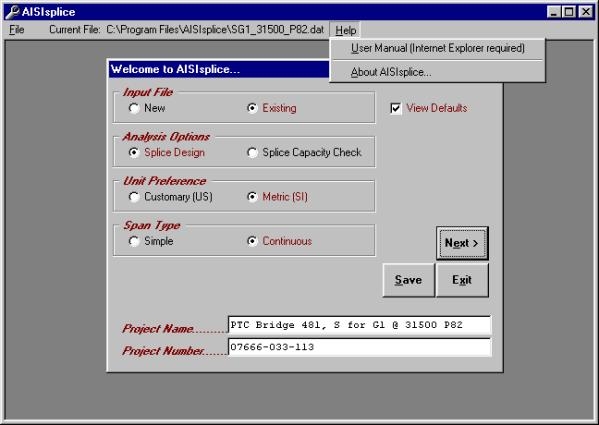 AISIsplice
File Current File: C:\Program Files\AISIsplice\SG1_31500_P82.dat Help
User Manual (Internet Explorer required)
About AISIsplice...
Welcome to AISIsplice...
Input File
New Existing
View Defaults
Analysis Options
Splice Design Splice Capacity Check
Unit Preference
Customary (US) Metric (SI)
Span Type
Simple Continuous
Next >
Save Exit
Project Name........ PTC Bridge 481, S for G1 @ 31500 P82
Project Number....... 07666-033-113